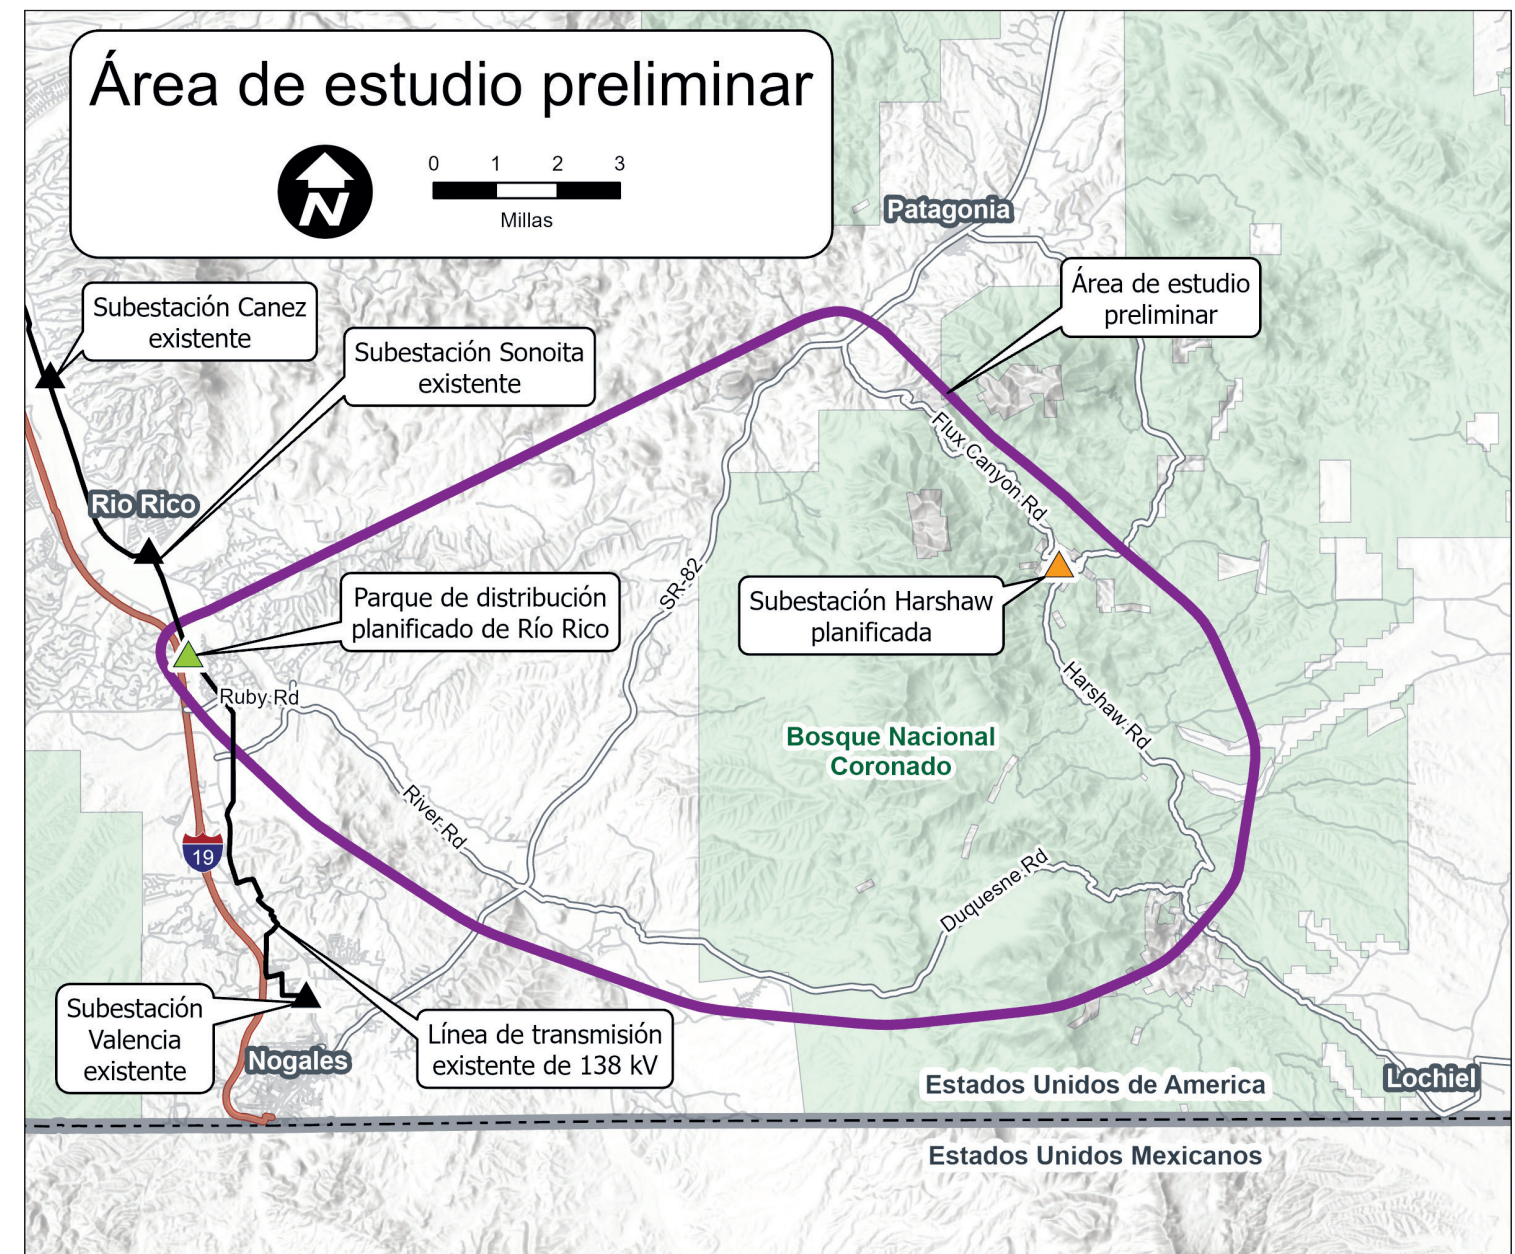 Área de estudio preliminar
N
0 1 2 3
Millas
Patagonia
Área de estudio
preliminar
Subestación Canez
existente
Subestación Sonoita
existente
Rio Rico
Flux Canyon Rd
SR-82
Parque de distribución
planificado de Río Rico
Subestación Harshaw
planificada
Ruby Rd
Harshaw Rd
Bosque Nacional
Coronado
River Rd
19
Duquesne Rd
Subestación
Valencia
existente
Línea de transmisión
existente de 138 kV
Nogales
Lochiel
Estados Unidos de America
Estados Unidos Mexicanos